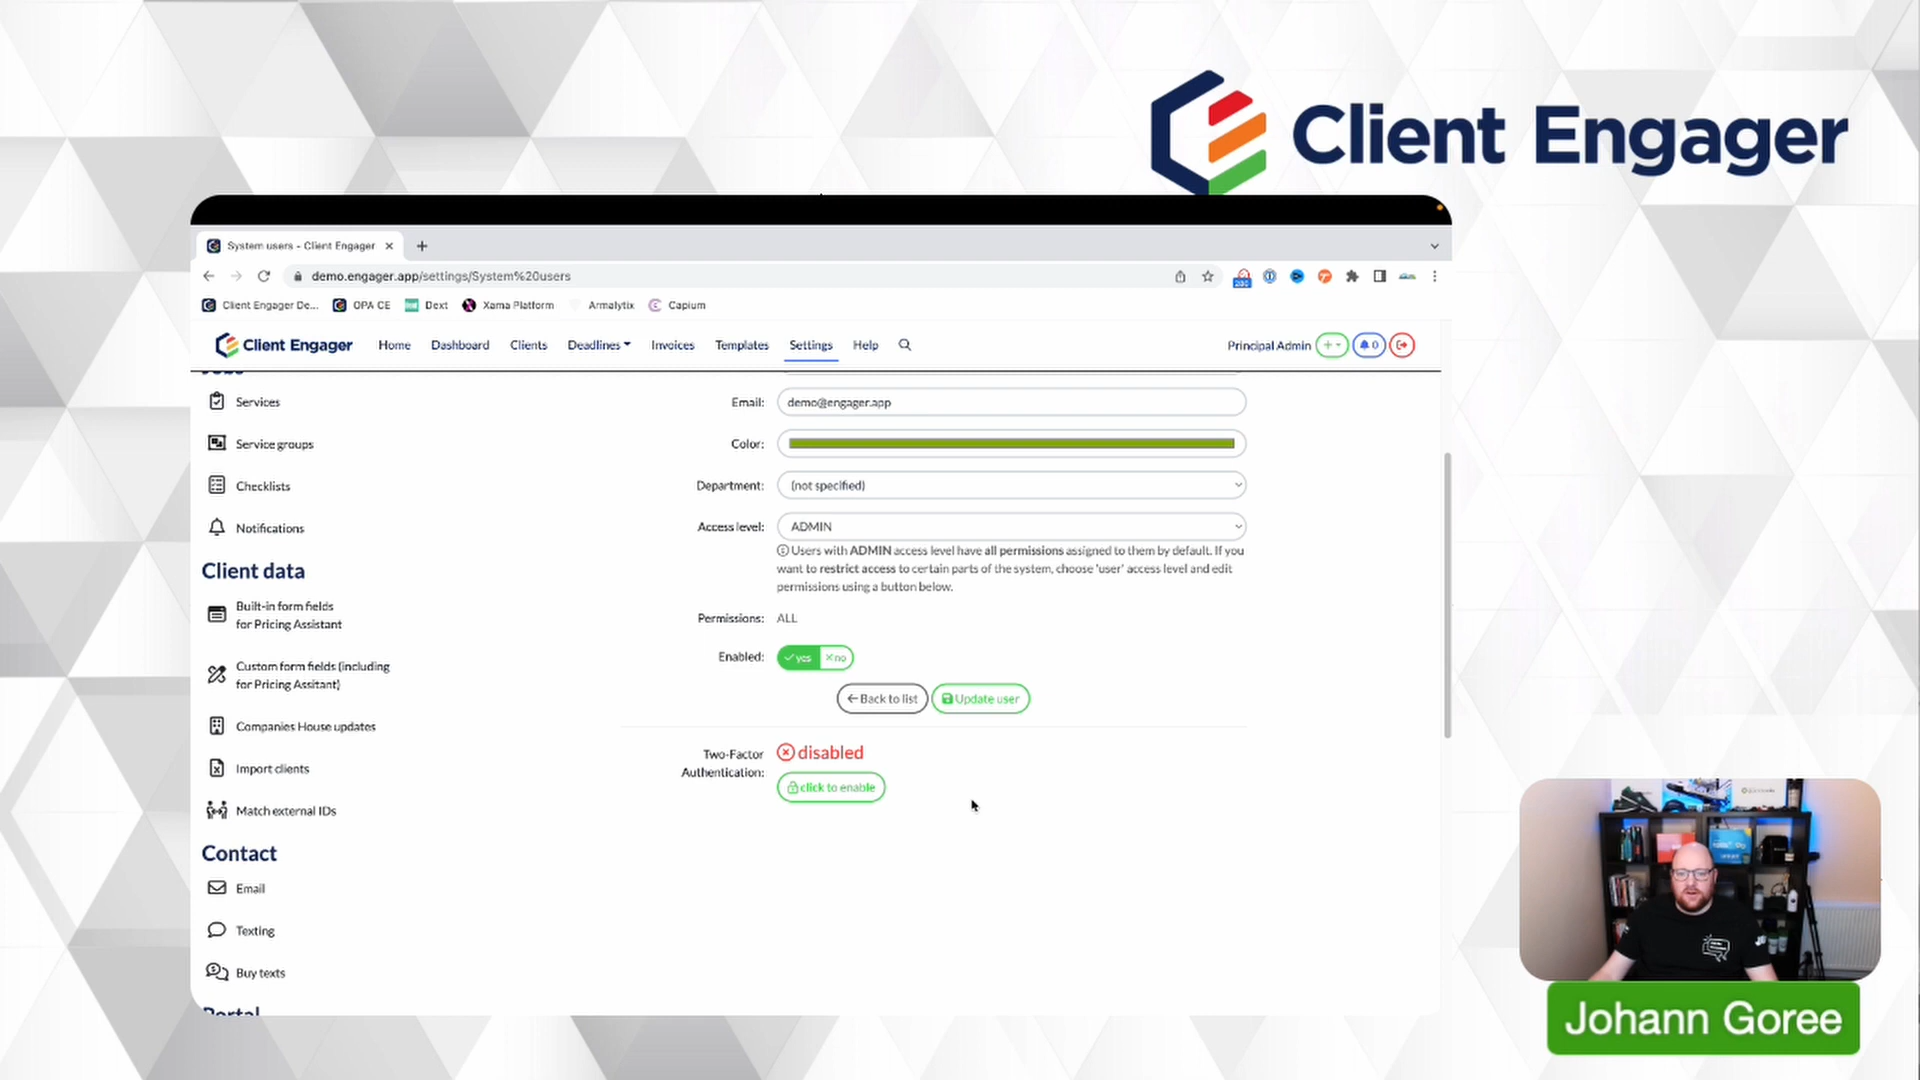 Client Engager
System users - Client Engager
demo.engager.app/settings/System%20users
Client Engager De...
OPA CE
Dext
Xama Platform
Armalytix
Capium
Client Engager
Home
Dashboard
Clients
Deadlines
Invoices
Templates
Settings
Help
Principal Admin
0
Jobs
Services
Service groups
Checklists
Notifications
Client data
Built-in form fields
for Pricing Assistant
Custom form fields (including
for Pricing Assitant)
Companies House updates
Import clients
Match external IDs
Contact
Email
Texting
Buy texts
Portal
Email: demo@engager.app
Color:
Department: (not specified)
Access level: ADMIN
Users with ADMIN access level have all permissions assigned to them by default. If you
want to restrict access to certain parts of the system, choose 'user' access level and edit
permissions using a button below.
Permissions: ALL
Enabled: yes no
Back to list Update user
Two-Factor
Authentication:
disabled
click to enable
Johann Goree